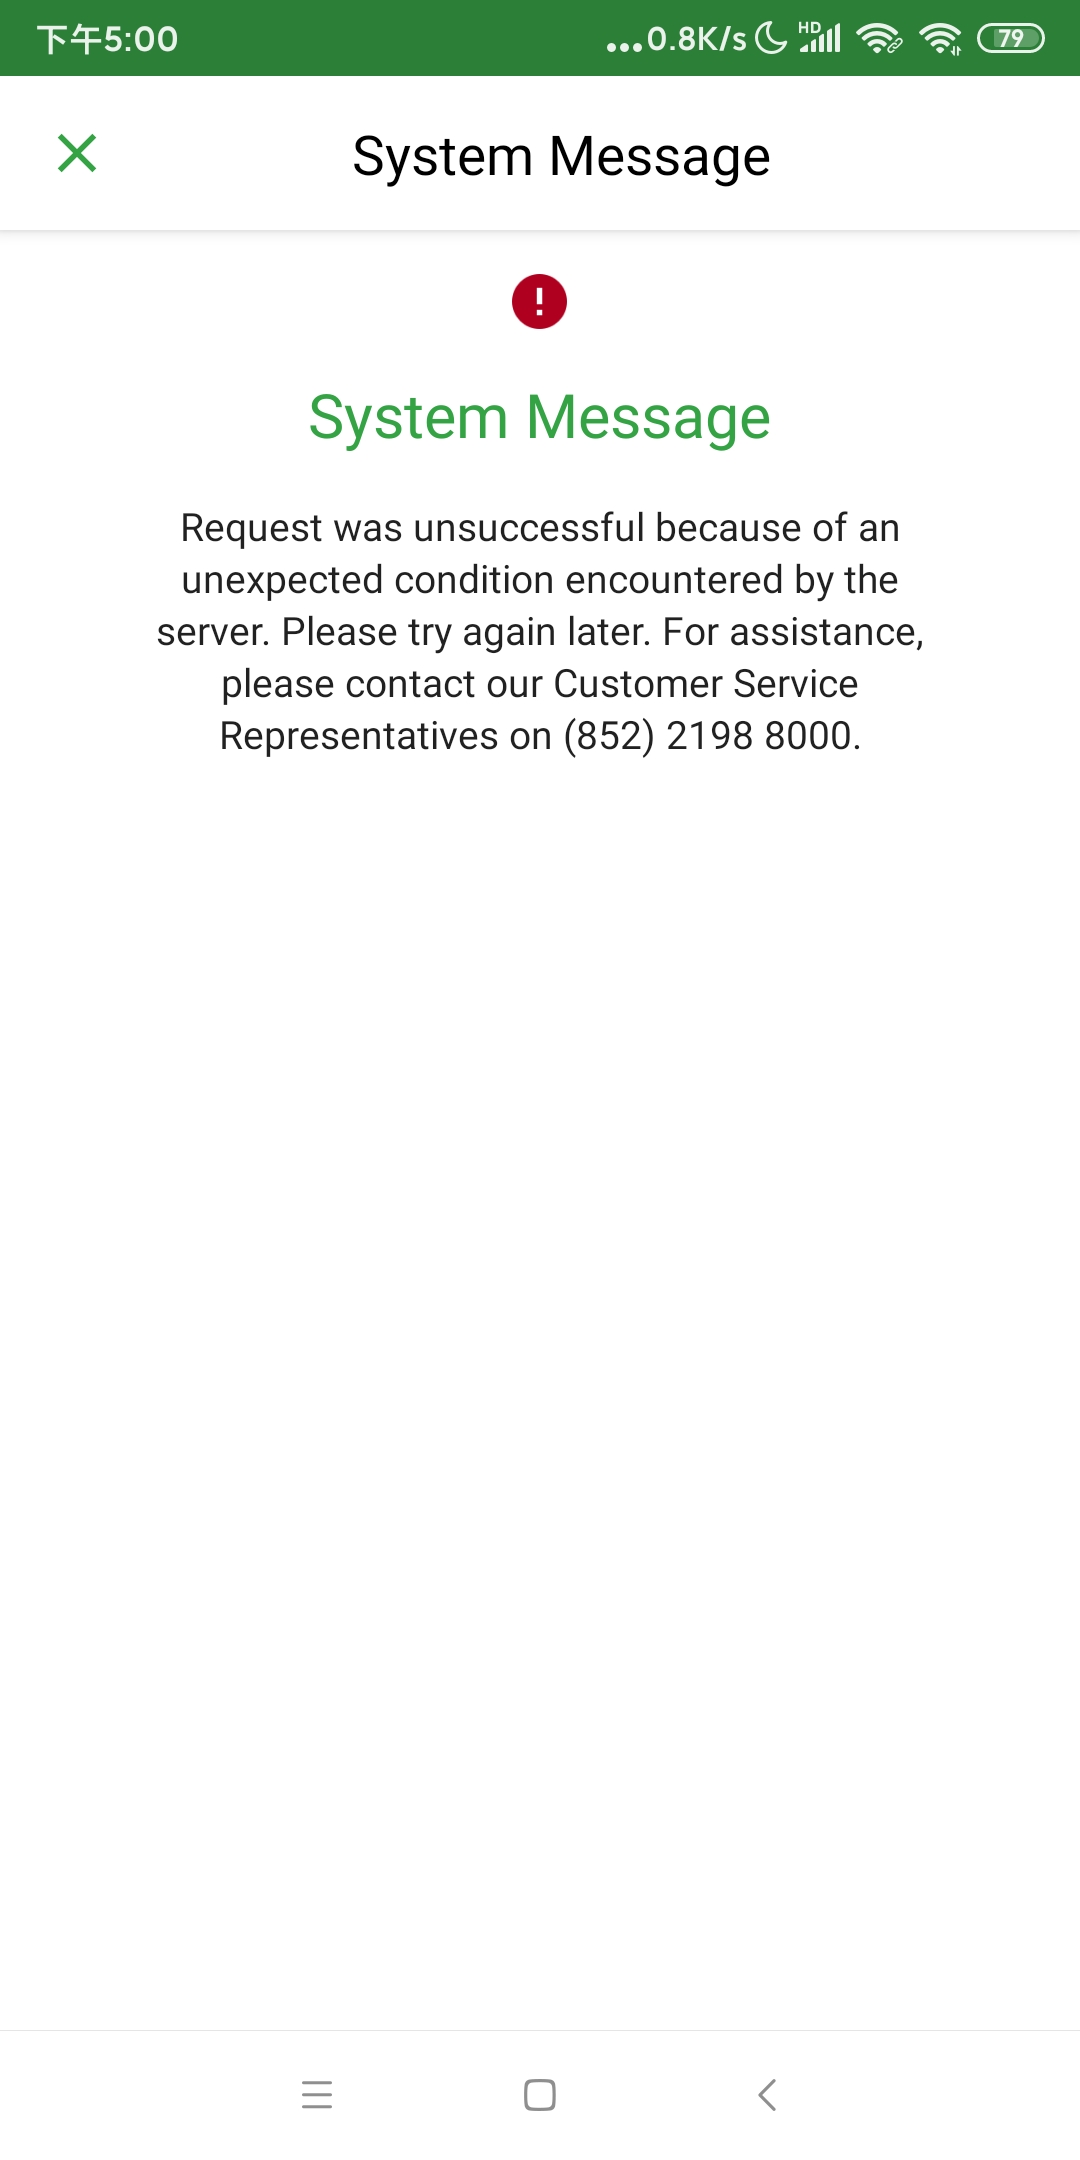 下午5:00
...0.8K/s HD 79
System Message
System Message
Request was unsuccessful because of an
unexpected condition encountered by the
server. Please try again later. For assistance,
please contact our Customer Service
Representatives on (852) 2198 8000.